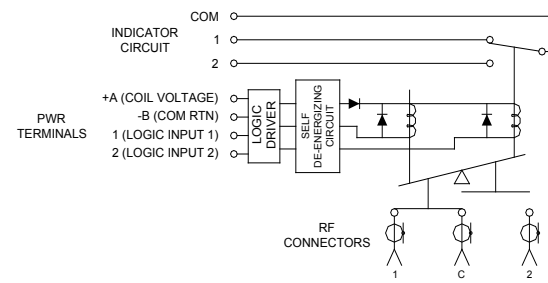 COM
INDICATOR
CIRCUIT
1
2
+A (COIL VOLTAGE)
-B (COM RTN)
1 (LOGIC INPUT 1)
2 (LOGIC INPUT 2)
PWR
TERMINALS
LOGIC
DRIVER
SELF
DE-ENERGIZING
CIRCUIT
RF
CONNECTORS
1
C
2